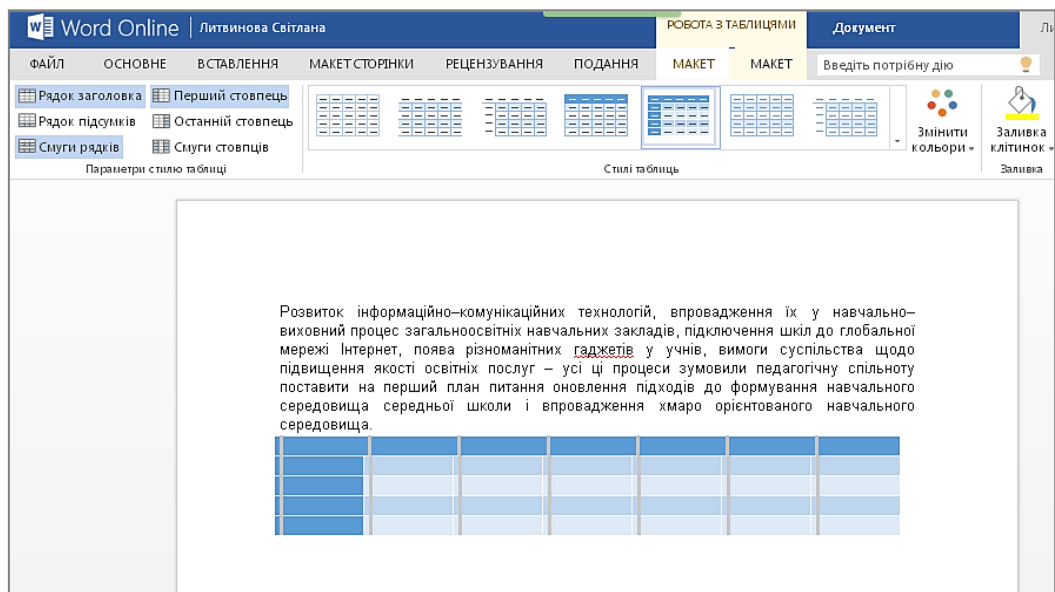 Word Online | Литвинова Світлана РОБОТА З ТАБЛИЦЯМИ Документ
ФАЙЛ ОСНОВНЕ ВСТАВЛЕННЯ МАКЕТ СТОРІНКИ РЕЦЕНЗУВАННЯ ПОДАННЯ МАКЕТ МАКЕТ Введіть потрібну дію
Рядок заголовка Перший стовпець
Рядок підсумків Останній стовпець
Смуги рядків Смуги стовпців
Параметри стилю таблиці
Стилі таблиць
Змінити
кольори
Заливка
клітинок
Заливка
Розвиток інформаційно–комунікаційних технологій, впровадження їх у навчально–
виховний процес загальноосвітніх навчальних закладів, підключення шкіл до глобальної
мережі Інтернет, поява різноманітних гаджетів у учнів, вимоги суспільства щодо
підвищення якості освітніх послуг – усі ці процеси зумовили педагогічну спільноту
поставити на перший план питання оновлення підходів до формування навчального
середовища середньої школи і впровадження хмаро орієнтованого навчального
середовища.